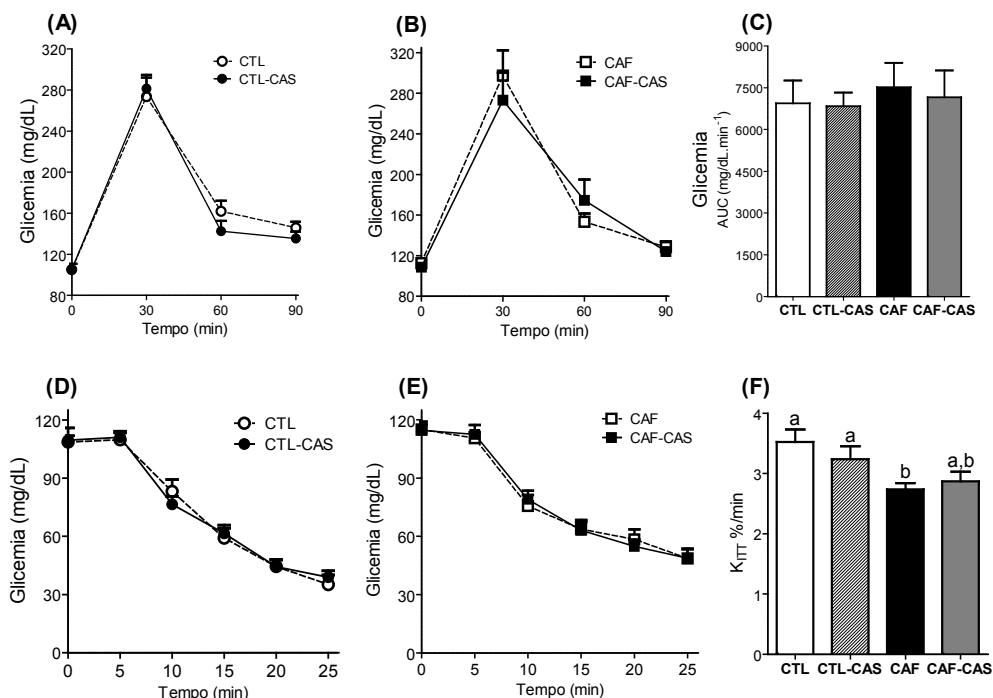 (A)
CTL
CTL-CAS
Glicemia (mg/dL)
320
280
240
200
160
120
80
0 30 60 90
Tempo (min)
(B)
CAF
CAF-CAS
Glicemia (mg/dL)
320
280
240
200
160
120
80
0 30 60 90
Tempo (min)
(C)
Glicemia
AUC (mg/dL.min⁻¹)
9000
7500
6000
4500
3000
1500
0
CTL CTL-CAS CAF CAF-CAS
(D)
CTL
CTL-CAS
Glicemia (mg/dL)
120
90
60
30
0
0 5 10 15 20 25
Tempo (min)
(E)
CAF
CAF-CAS
Glicemia (mg/dL)
120
90
60
30
0
0 5 10 15 20 25
Tempo (min)
(F)
K_ITT %/min
4
3
2
1
0
a a b a,b
CTL CTL-CAS CAF CAF-CAS